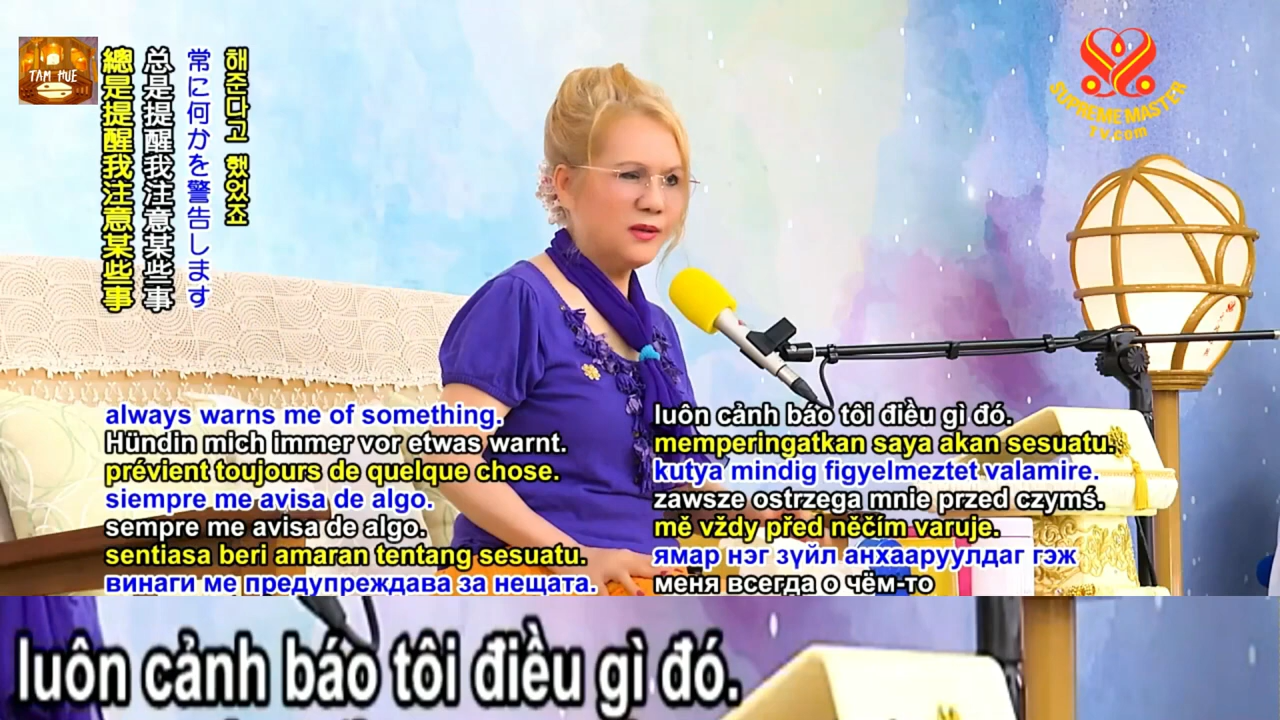 TAM HUE
總是提醒我注意某些事
总是提醒我注意某些事
常に何かを警告します
해준다고 했었죠
SUPREME MASTER
TV.com
always warns me of something.
Hündin mich immer vor etwas warnt.
prévient toujours de quelque chose.
siempre me avisa de algo.
sempre me avisa de algo.
sentiasa beri amaran tentang sesuatu.
винаги ме предупреждава за нещата.
luôn cảnh báo tôi điều gì đó.
memperingatkan saya akan sesuatu.
kutya mindig figyelmeztet valamire.
zawsze ostrzega mnie przed czymś.
mě vždy před něčím varuje.
ямар нэг зүйл анхааруулдаг гэж
меня всегда о чём-то
luôn cảnh báo tôi điều gì đó.